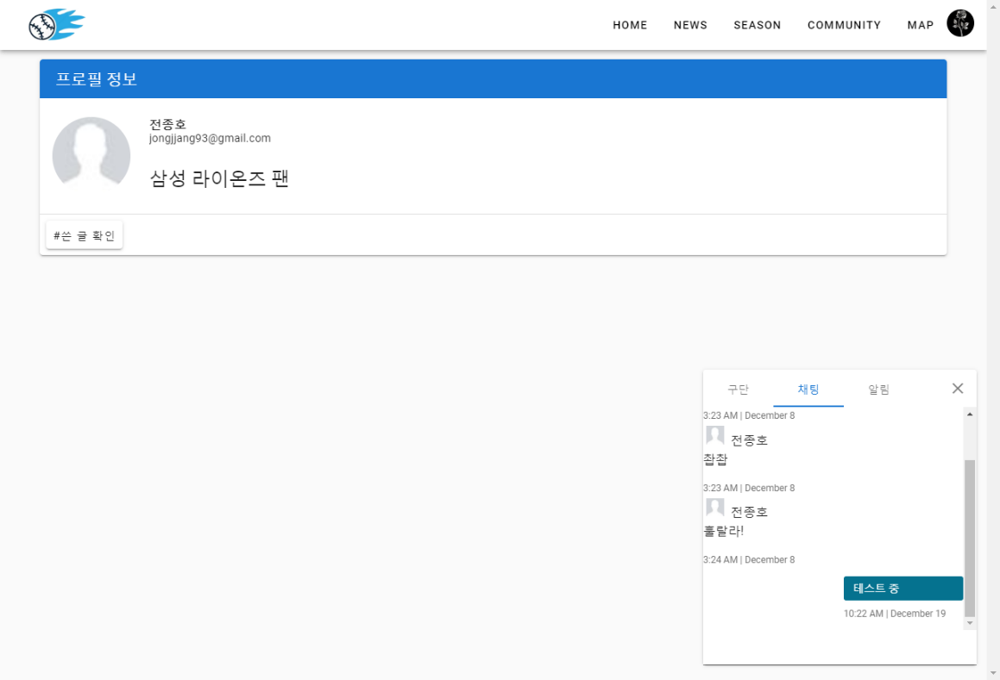 HOME NEWS SEASON COMMUNITY MAP
프로필 정보
전종호
jongjjang93@gmail.com
삼성 라이온즈 팬
#쓴 글 확인
구단 채팅 알림
3:23 AM | December 8
전종호
촵촵
3:23 AM | December 8
전종호
훌랄라!
3:24 AM | December 8
테스트 중
10:22 AM | December 19